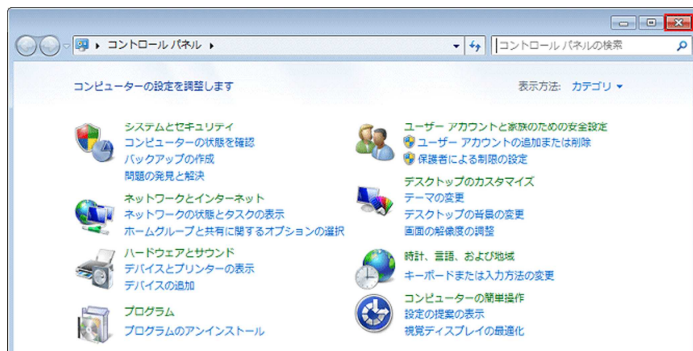 コントロール パネル
コントロール パネルの検索
コンピューターの設定を調整します
表示方法: カテゴリ
システムとセキュリティ
コンピューターの状態を確認
バックアップの作成
問題の発見と解決
ネットワークとインターネット
ネットワークの状態とタスクの表示
ホームグループと共有に関するオプションの選択
ハードウェアとサウンド
デバイスとプリンターの表示
デバイスの追加
プログラム
プログラムのアンインストール
ユーザー アカウントと家族のための安全設定
ユーザー アカウントの追加または削除
保護者による制限の設定
デスクトップのカスタマイズ
テーマの変更
デスクトップの背景の変更
画面の解像度の調整
時計、言語、および地域
キーボードまたは入力方法の変更
コンピューターの簡単操作
設定の提案の表示
視覚ディスプレイの最適化